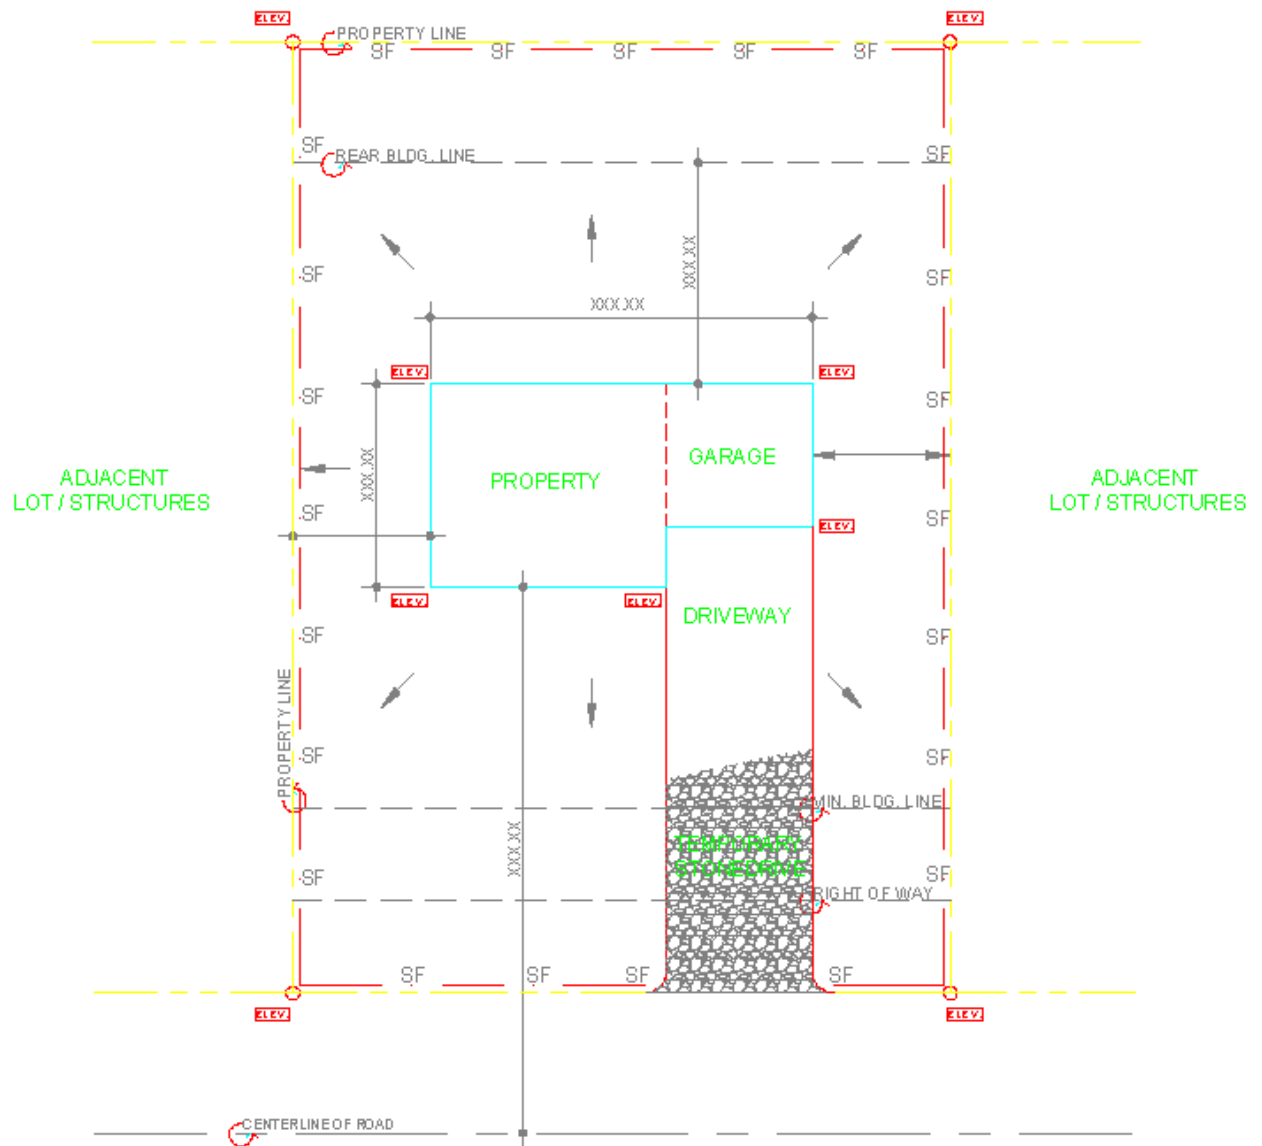 ELEV. ELEV.
PROPERTY LINE
SF SF SF SF SF
SF SF
REAR BLDG. LINE
SF SF
XXX.XX
XXX.XX
ELEV. ELEV.
SF SF
XXX.XX
GARAGE
PROPERTY
ADJACENT
LOT / STRUCTURES
ADJACENT
LOT / STRUCTURES
SF SF
ELEV.
ELEV. ELEV.
DRIVEWAY
SF SF
PROPERTY LINE
SF SF
MIN. BLDG. LINE
XXX.XX
TEMPORARY
STONE DRIVE
SF SF
RIGHT OF WAY
SF SF SF SF
ELEV. ELEV.
CENTERLINE OF ROAD